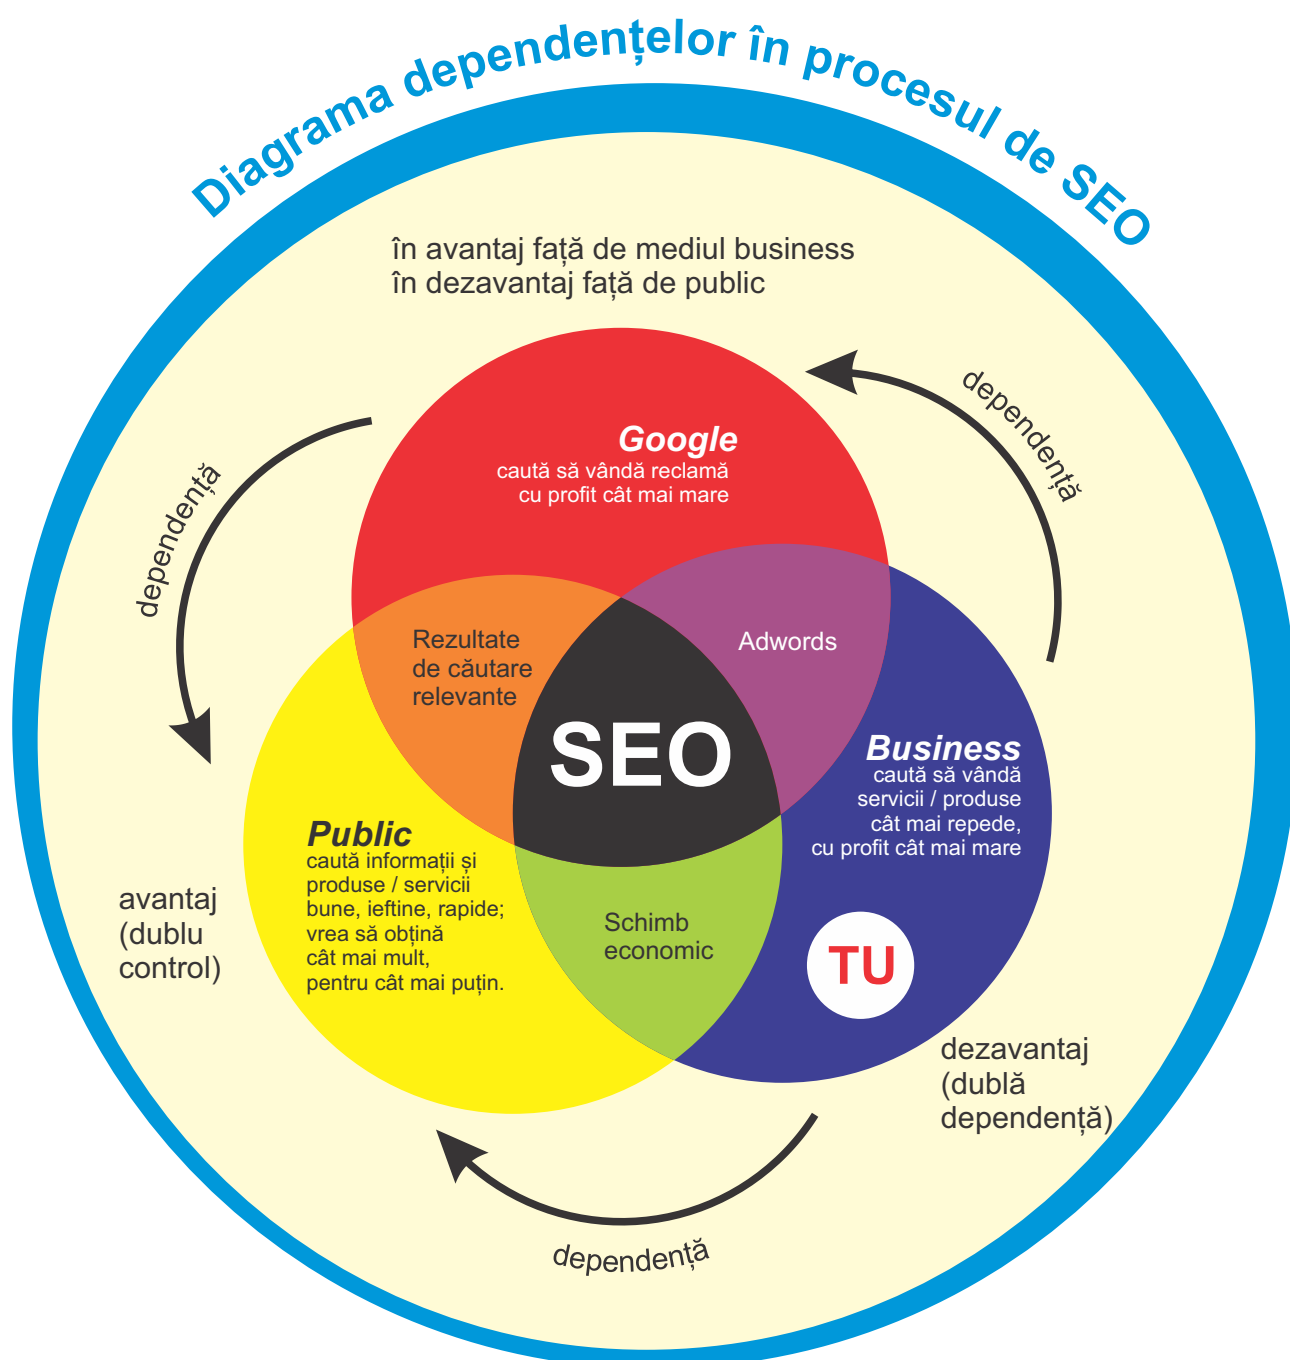 Diagrama dependențelor în procesul de SEO
în avantaj față de mediul business
în dezavantaj față de public
dependență
dependență
Google
caută să vândă reclamă
cu profit cât mai mare
Rezultate
de căutare
relevante
Adwords
SEO
Business
caută să vândă
servicii / produse
cât mai repede,
cu profit cât mai mare
Public
caută informații și
produse / servicii
bune, ieftine, rapide;
vrea să obțină
cât mai mult,
pentru cât mai puțin.
avantaj
(dublu
control)
Schimb
economic
TU
dezavantaj
(dublă
dependență)
dependență